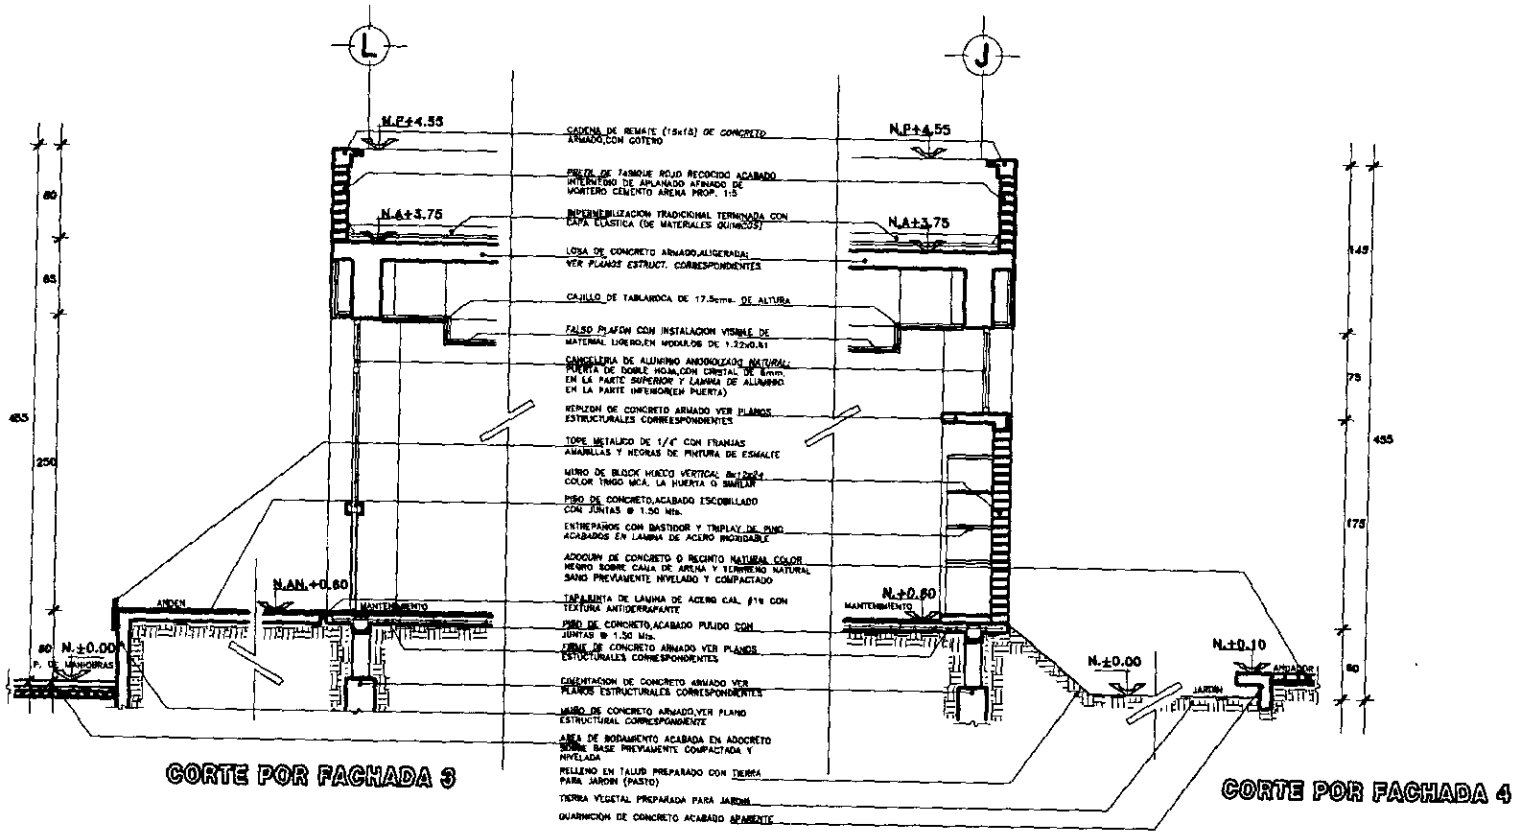 L
J
N.P+4.55
N.P+4.55
CADENA DE REMATE (15x15) DE CONCRETO
ARMADO,CON GOTERO
PRETIL DE TABIQUE ROJO RECOCIDO ACABADO
INTERMEDIO DE APLANADO AFINADO DE
MORTERO CEMENTO ARENA PROP. 1:5
N.A+3.75
N.A+3.75
IMPERMEBILIZACION TRADICIONAL TERMINADA CON
CAPA ELASTICA (DE MATERIALES QUIMICOS)
LOSA DE CONCRETO ARMADO,ALIGERADA;
VER PLANOS ESTRUCT. CORRESPONDIENTES
CAJILLO DE TABLAROCA DE 17.5cms. DE ALTURA
FALSO PLAFON CON INSTALACION VISIBLE DE
MATERIAL LIGERO,EN MODULOS DE 1.22x0.61
CANCELERIA DE ALUMINIO ANODIZADO NATURAL;
PUERTA DE DOBLE HOJA,CON CRISTAL DE 6mm.
EN LA PARTE SUPERIOR Y LAMINA DE ALUMINIO
EN LA PARTE INFERIOR(EN PUERTA)
REPIZON DE CONCRETO ARMADO VER PLANOS
ESTRUCTURALES CORRESPONDIENTES
TOPE METALICO DE 1/4" CON FRANJAS
AMARILLAS Y NEGRAS DE PINTURA DE ESMALTE
MURO DE BLOCK HUECO VERTICAL 8x12x24
COLOR TRIGO MCA. LA HUERTA O SIMILAR
PISO DE CONCRETO,ACABADO ESCOBILLADO
CON JUNTAS @ 1.50 Mts.
ENTREPAÑOS CON BASTIDOR Y TRIPLAY DE PINO
ACABADOS EN LAMINA DE ACERO INOXIDABLE
ADOQUIN DE CONCRETO O RECINTO NATURAL COLOR
NEGRO SOBRE CAMA DE ARENA Y TERRENO NATURAL
SANO PREVIAMENTE NIVELADO Y COMPACTADO
TAPAJUNTA DE LAMINA DE ACERO CAL. #18 CON
TEXTURA ANTIDERRAPANTE
PISO DE CONCRETO,ACABADO PULIDO CON
JUNTAS @ 1.50 Mts.
FIRME DE CONCRETO ARMADO VER PLANOS
ESTUCTURALES CORRESPONDIENTES
CIMENTACION DE CONCRETO ARMADO VER
PLANOS ESTRUCTURALES CORRESPONDIENTES
MURO DE CONCRETO ARMADO,VER PLANO
ESTRUCTURAL CORRESPONDIENTE
AREA DE RODAMIENTO ACABADA EN ADOCRETO
SOBRE BASE PREVIAMENTE COMPACTADA Y
NIVELADA
RELLENO EN TALUD PREPARADO CON TIERRA
PARA JARDIN (PASTO)
TIERRA VEGETAL PREPARADA PARA JARDIN
GUARNICION DE CONCRETO ACABADO APARENTE
80
65
455
250
80
N.±0.00
P. DE MANIOBRAS
ANDEN
N.AN.+0.80
MANTENIMIENTO
MANTENIMIENTO
N.+0.80
N.±0.00
JARDIN
N.+0.10
ANDADOR
145
75
455
175
80
CORTE POR FACHADA 3
CORTE POR FACHADA 4